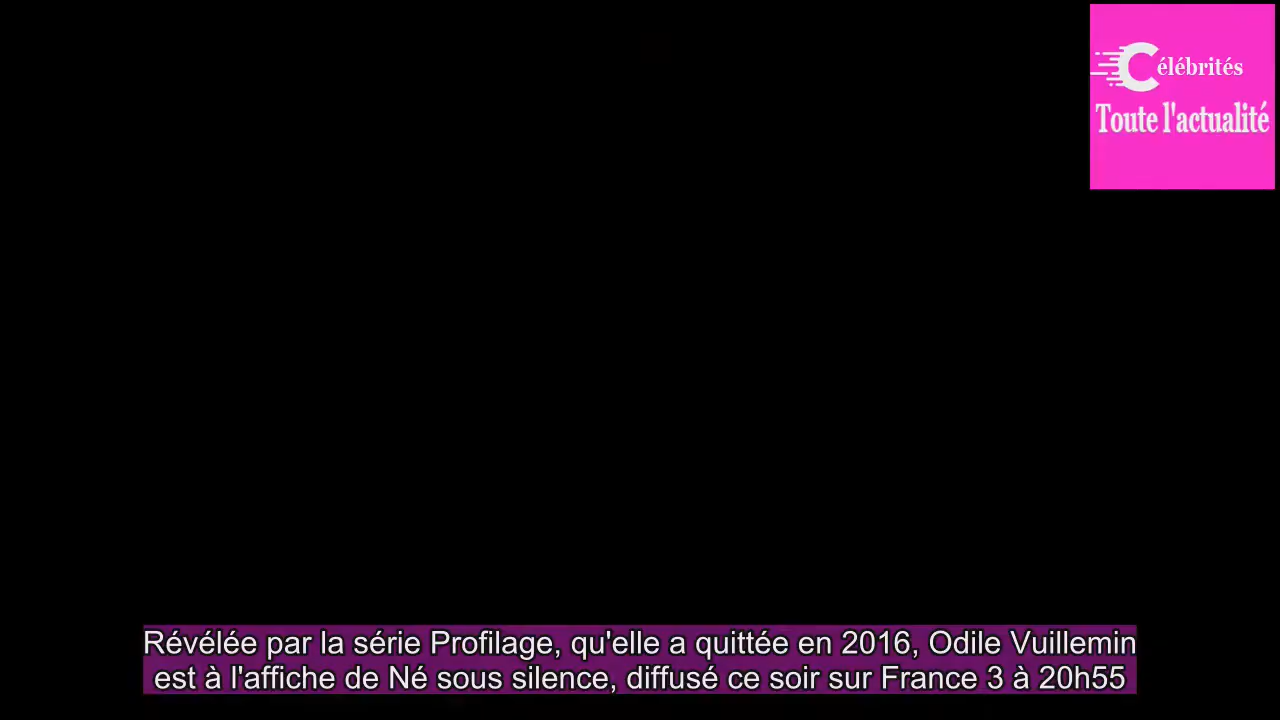 Célébrités
Toute l'actualité
Révélée par la série Profilage, qu'elle a quittée en 2016, Odile Vuillemin
est à l'affiche de Né sous silence, diffusé ce soir sur France 3 à 20h55